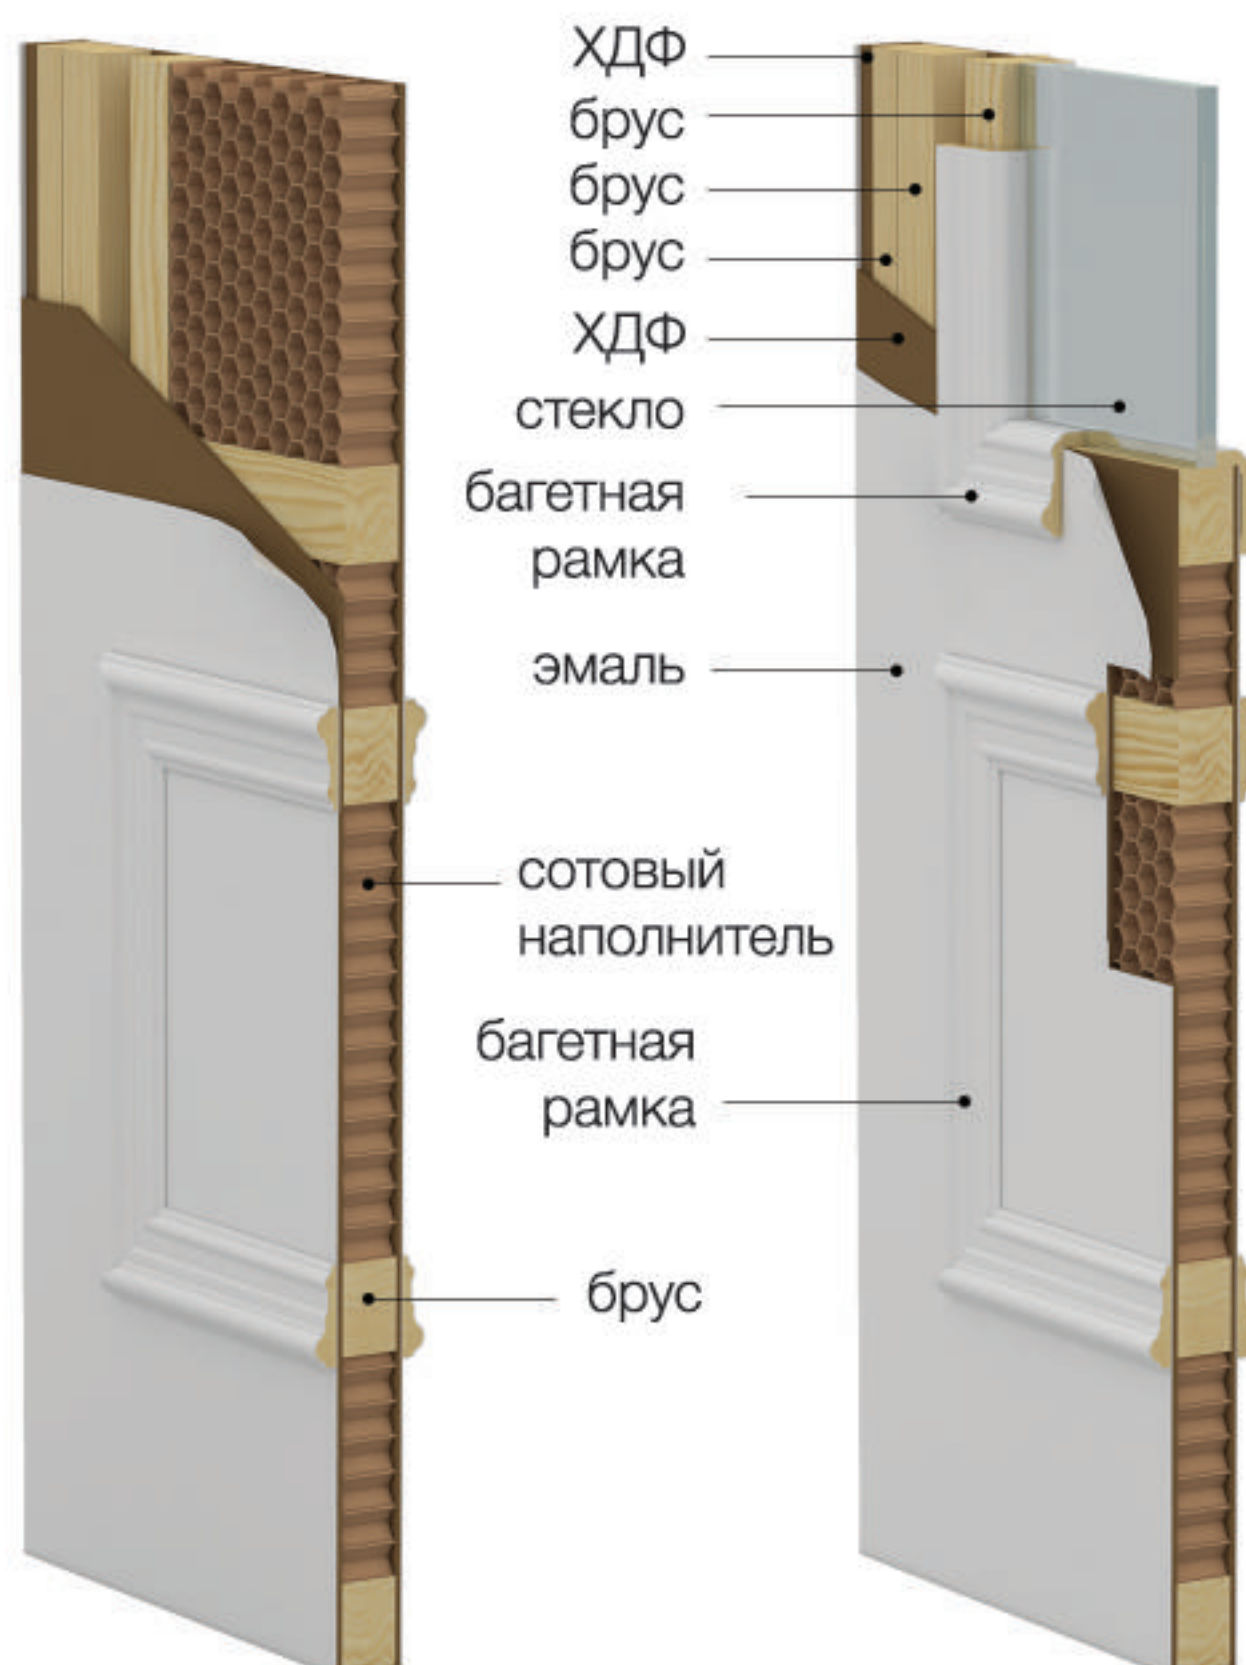 ХДФ
брус
брус
брус
ХДФ
стекло
багетная
рамка
эмаль
сотовый
наполнитель
багетная
рамка
брус